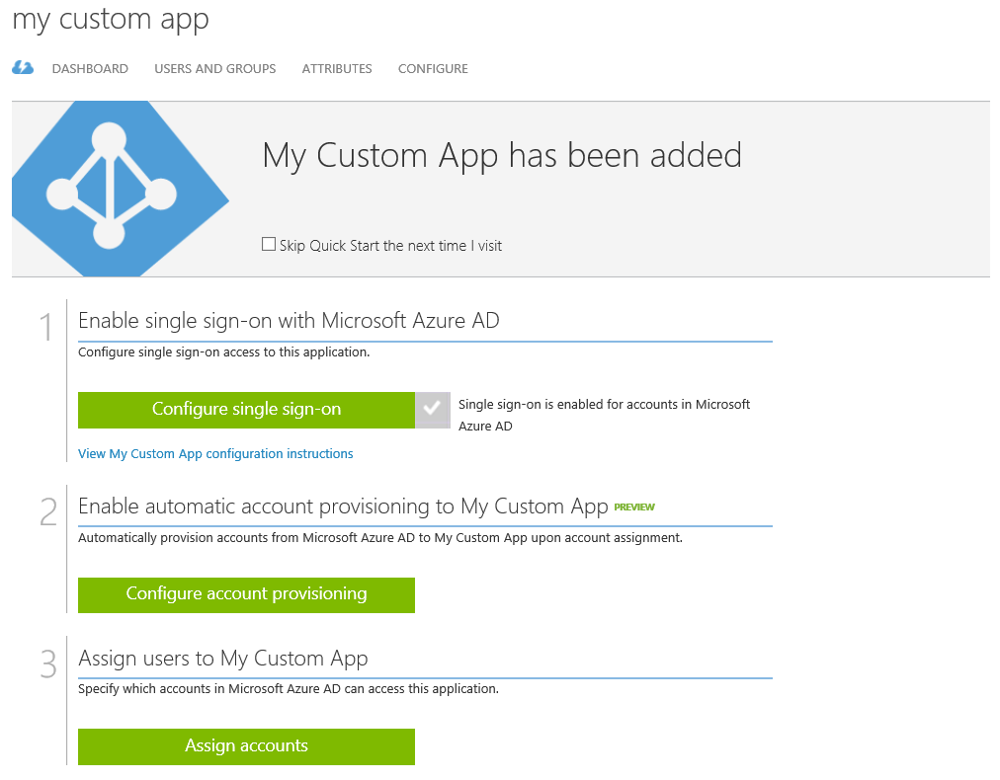 my custom app
DASHBOARD USERS AND GROUPS ATTRIBUTES CONFIGURE
My Custom App has been added
Skip Quick Start the next time I visit
1
Enable single sign-on with Microsoft Azure AD
Configure single sign-on access to this application.
Configure single sign-on
Single sign-on is enabled for accounts in Microsoft
Azure AD
View My Custom App configuration instructions
2
Enable automatic account provisioning to My Custom App PREVIEW
Automatically provision accounts from Microsoft Azure AD to My Custom App upon account assignment.
Configure account provisioning
3
Assign users to My Custom App
Specify which accounts in Microsoft Azure AD can access this application.
Assign accounts